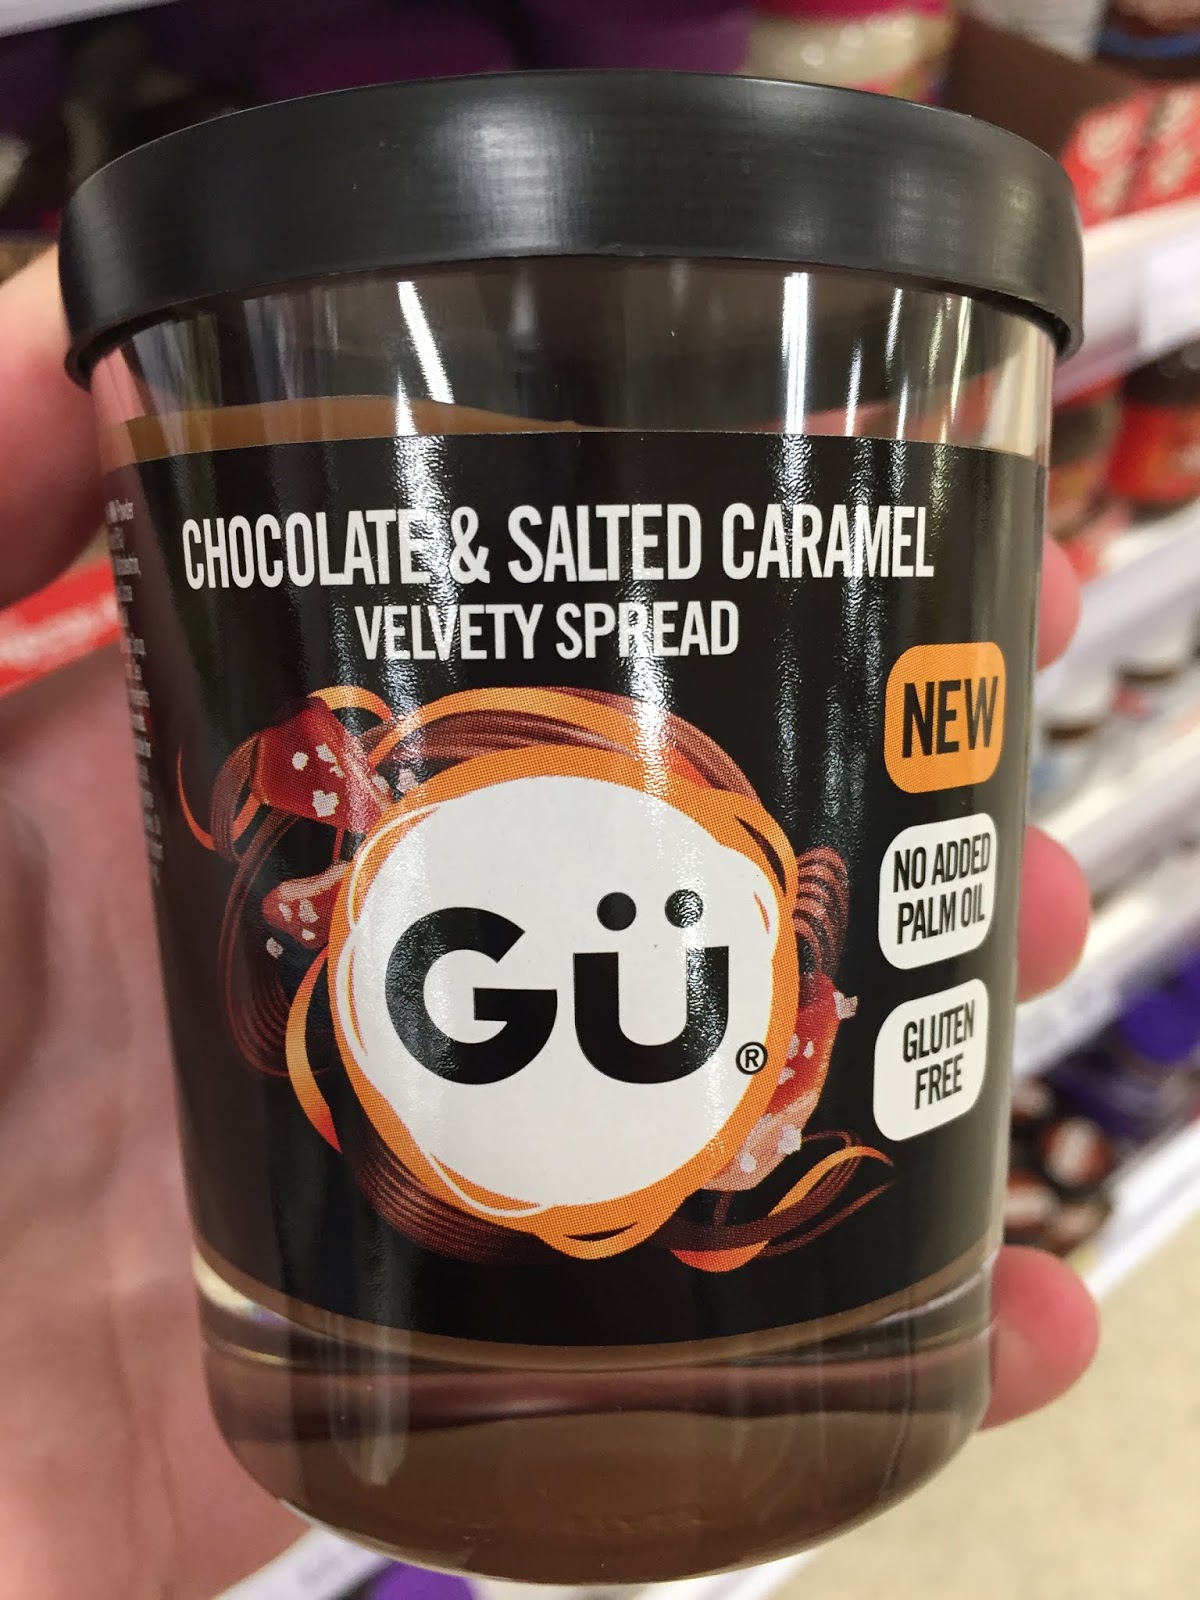 CHOCOLATE & SALTED CARAMEL
VELVETY SPREAD
NEW
NO ADDED
PALM OIL
GÜ®
GLUTEN
FREE